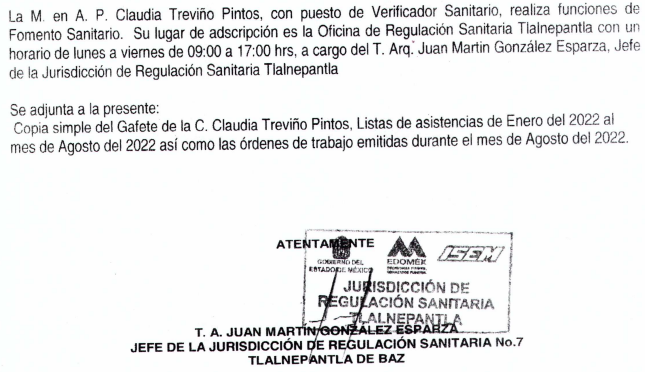 La M. en A. P. Claudia Treviño Pintos, con puesto de Verificador Sanitario, realiza funciones de
Fomento Sanitario. Su lugar de adscripción es la Oficina de Regulación Sanitaria Tlalnepantla con un
horario de lunes a viernes de 09:00 a 17:00 hrs, a cargo del T. Arq. Juan Martin González Esparza, Jefe
de la Jurisdicción de Regulación Sanitaria Tlalnepantla
Se adjunta a la presente:
Copia simple del Gafete de la C. Claudia Treviño Pintos, Listas de asistencias de Enero del 2022 al
mes de Agosto del 2022 así como las órdenes de trabajo emitidas durante el mes de Agosto del 2022.
ATENTAMENTE
GOBIERNO DEL
ESTADO DE MÉXICO
EDOMÉX
ISEM
JURISDICCIÓN DE
REGULACIÓN SANITARIA
TLALNEPANTLA
T. A. JUAN MARTÍN GONZÁLEZ ESPARZA
JEFE DE LA JURISDICCIÓN DE REGULACIÓN SANITARIA No.7
TLALNEPANTLA DE BAZ